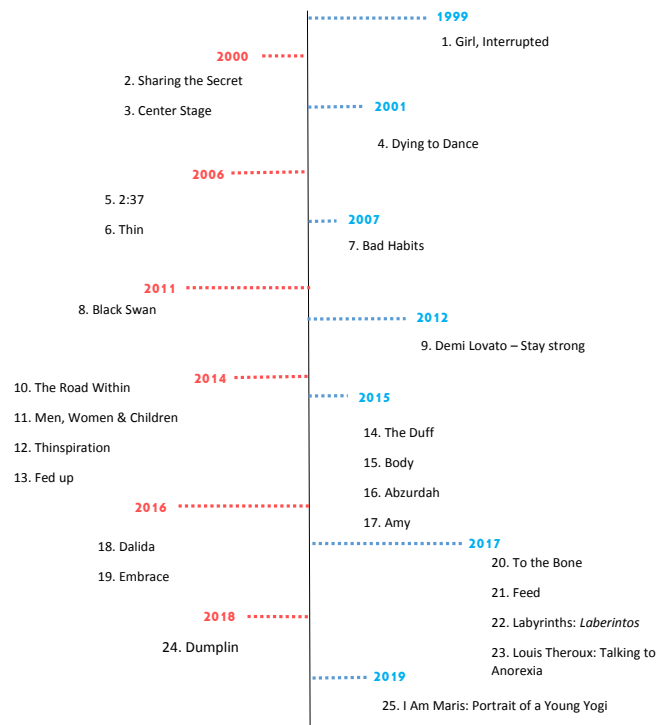 1999
1. Girl, Interrupted
2000
2. Sharing the Secret
3. Center Stage
2001
4. Dying to Dance
2006
5. 2:37
6. Thin
2007
7. Bad Habits
2011
8. Black Swan
2012
9. Demi Lovato – Stay strong
2014
10. The Road Within
11. Men, Women & Children
12. Thinspiration
13. Fed up
2015
14. The Duff
15. Body
16. Abzurdah
17. Amy
2016
18. Dalida
19. Embrace
2017
20. To the Bone
21. Feed
22. Labyrinths: Laberintos
23. Louis Theroux: Talking to
Anorexia
2018
24. Dumplin
2019
25. I Am Maris: Portrait of a Young Yogi